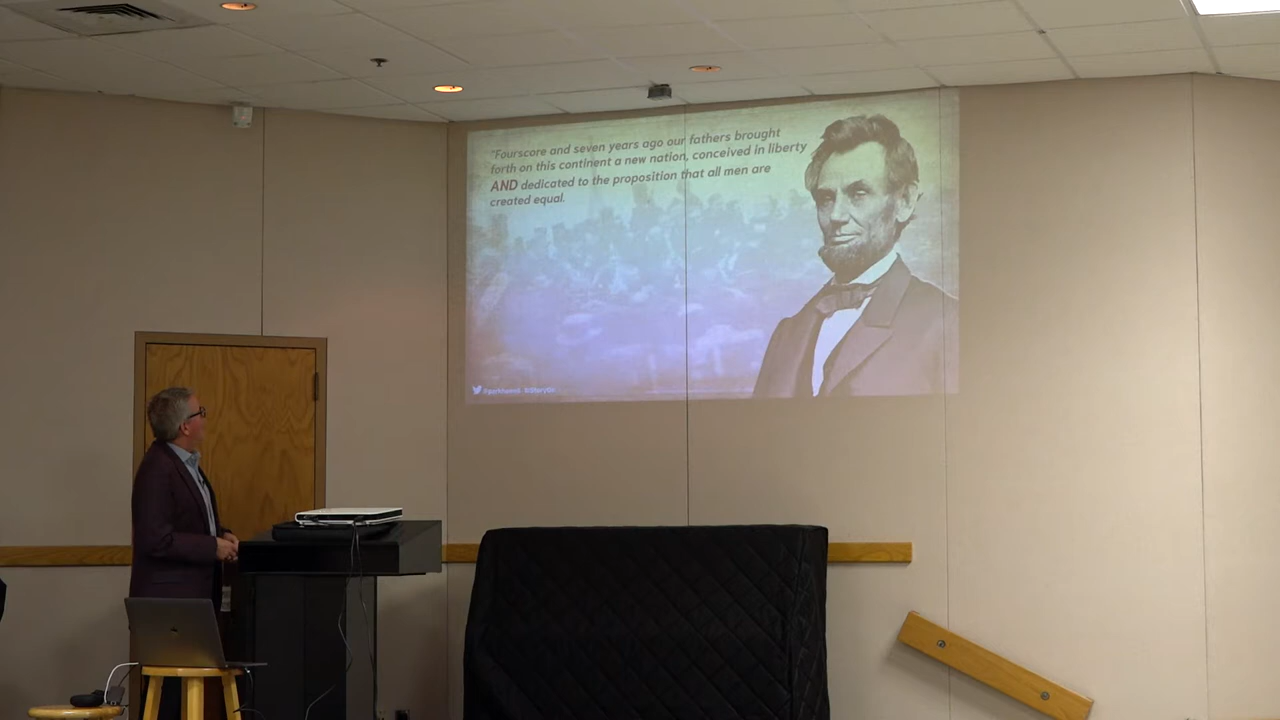 "Fourscore and seven years ago our fathers brought
forth on this continent a new nation, conceived in liberty
AND dedicated to the proposition that all men are
created equal.